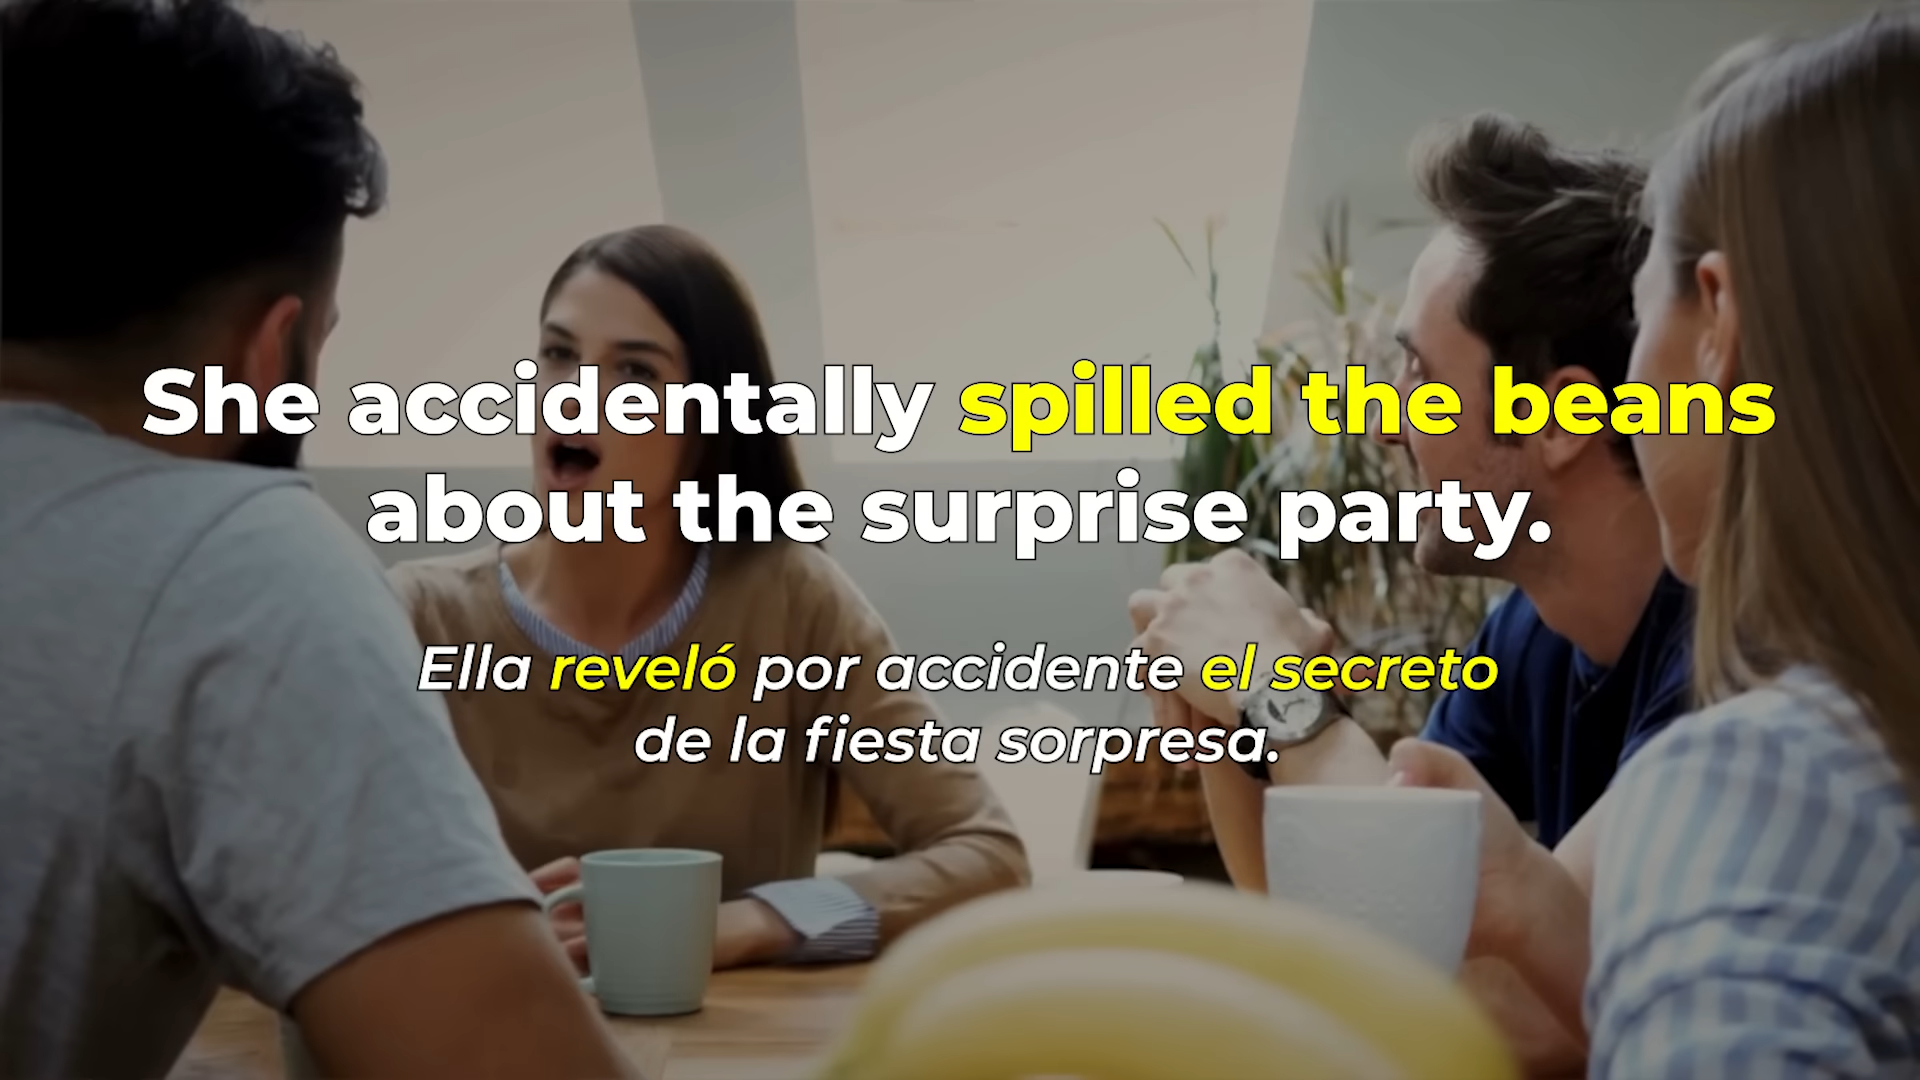 She accidentally spilled the beans
about the surprise party.
Ella reveló por accidente el secreto
de la fiesta sorpresa.